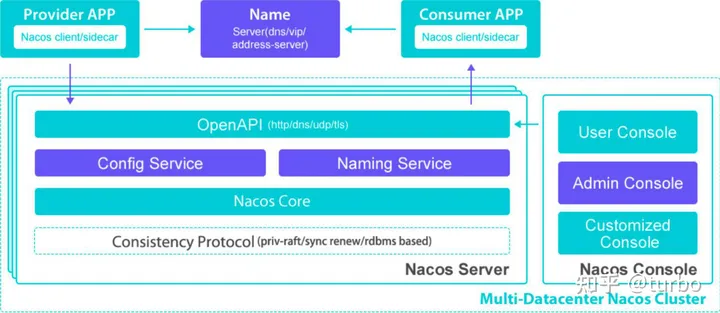 Provider APP
Nacos client/sidecar
Name
Server(dns/vip/
address-server)
Consumer APP
Nacos client/sidecar
OpenAPI (http/dns/udp/tls)
Config Service
Naming Service
Nacos Core
Consistency Protocol (priv-raft/sync renew/rdbms based)
Nacos Server
User Console
Admin Console
Customized
Console
Nacos Console
知乎 @turbo
Multi-Datacenter Nacos Cluster